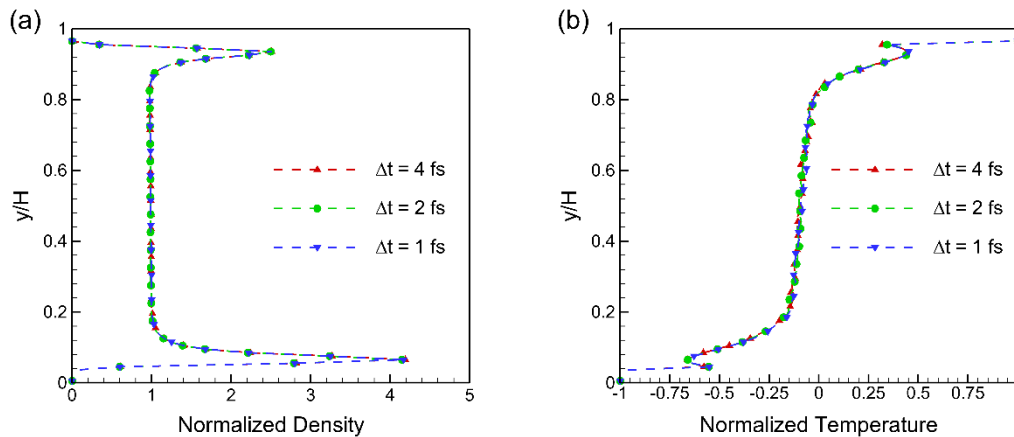 (a)
1
0.8
0.6
0.4
0.2
0
y/H
Δt = 4 fs
Δt = 2 fs
Δt = 1 fs
0 1 2 3 4 5
Normalized Density
(b)
1
0.8
0.6
0.4
0.2
0
y/H
Δt = 4 fs
Δt = 2 fs
Δt = 1 fs
-1 -0.75 -0.5 -0.25 0 0.25 0.5 0.75
Normalized Temperature